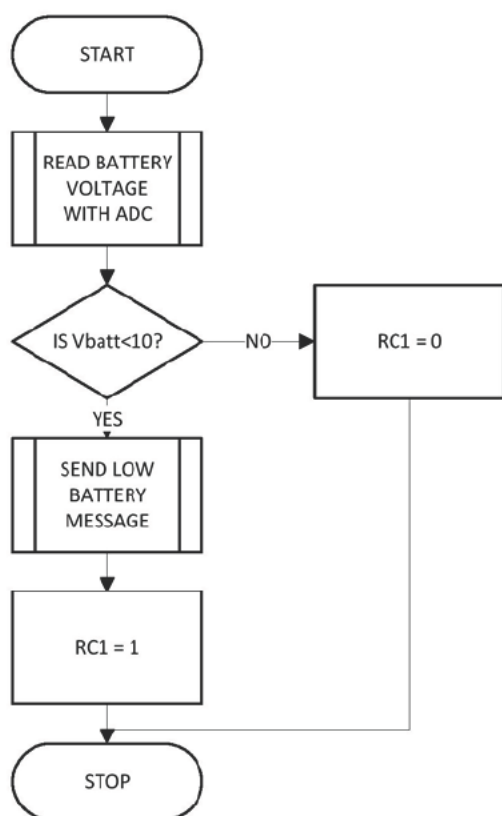 START
READ BATTERY
VOLTAGE
WITH ADC
IS Vbatt<10?
NO
RC1 = 0
YES
SEND LOW
BATTERY
MESSAGE
RC1 = 1
STOP